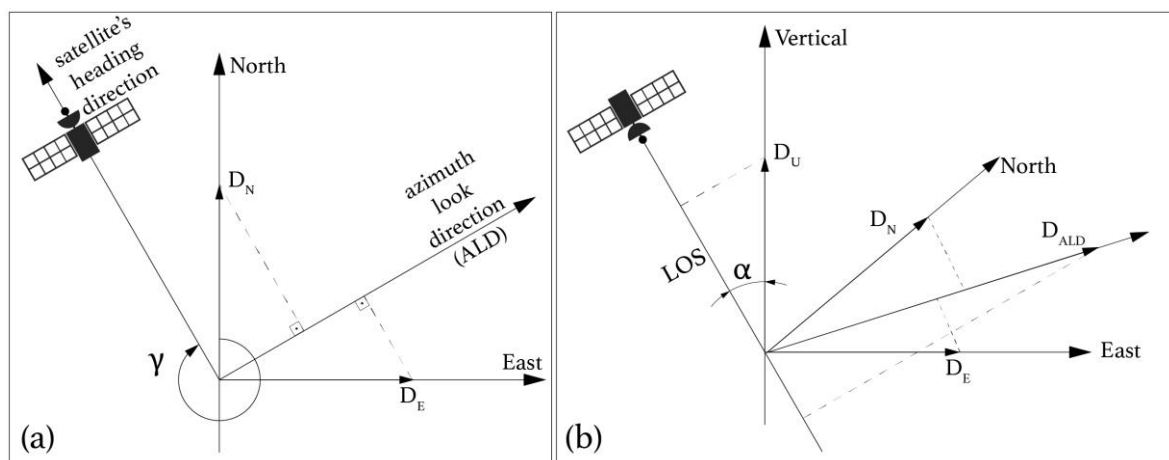 satellite's
heading
direction
North
D_N
azimuth
look
direction
(ALD)
γ
East
D_E
(a)
Vertical
D_U
North
D_N
D_ALD
LOS
α
East
D_E
(b)